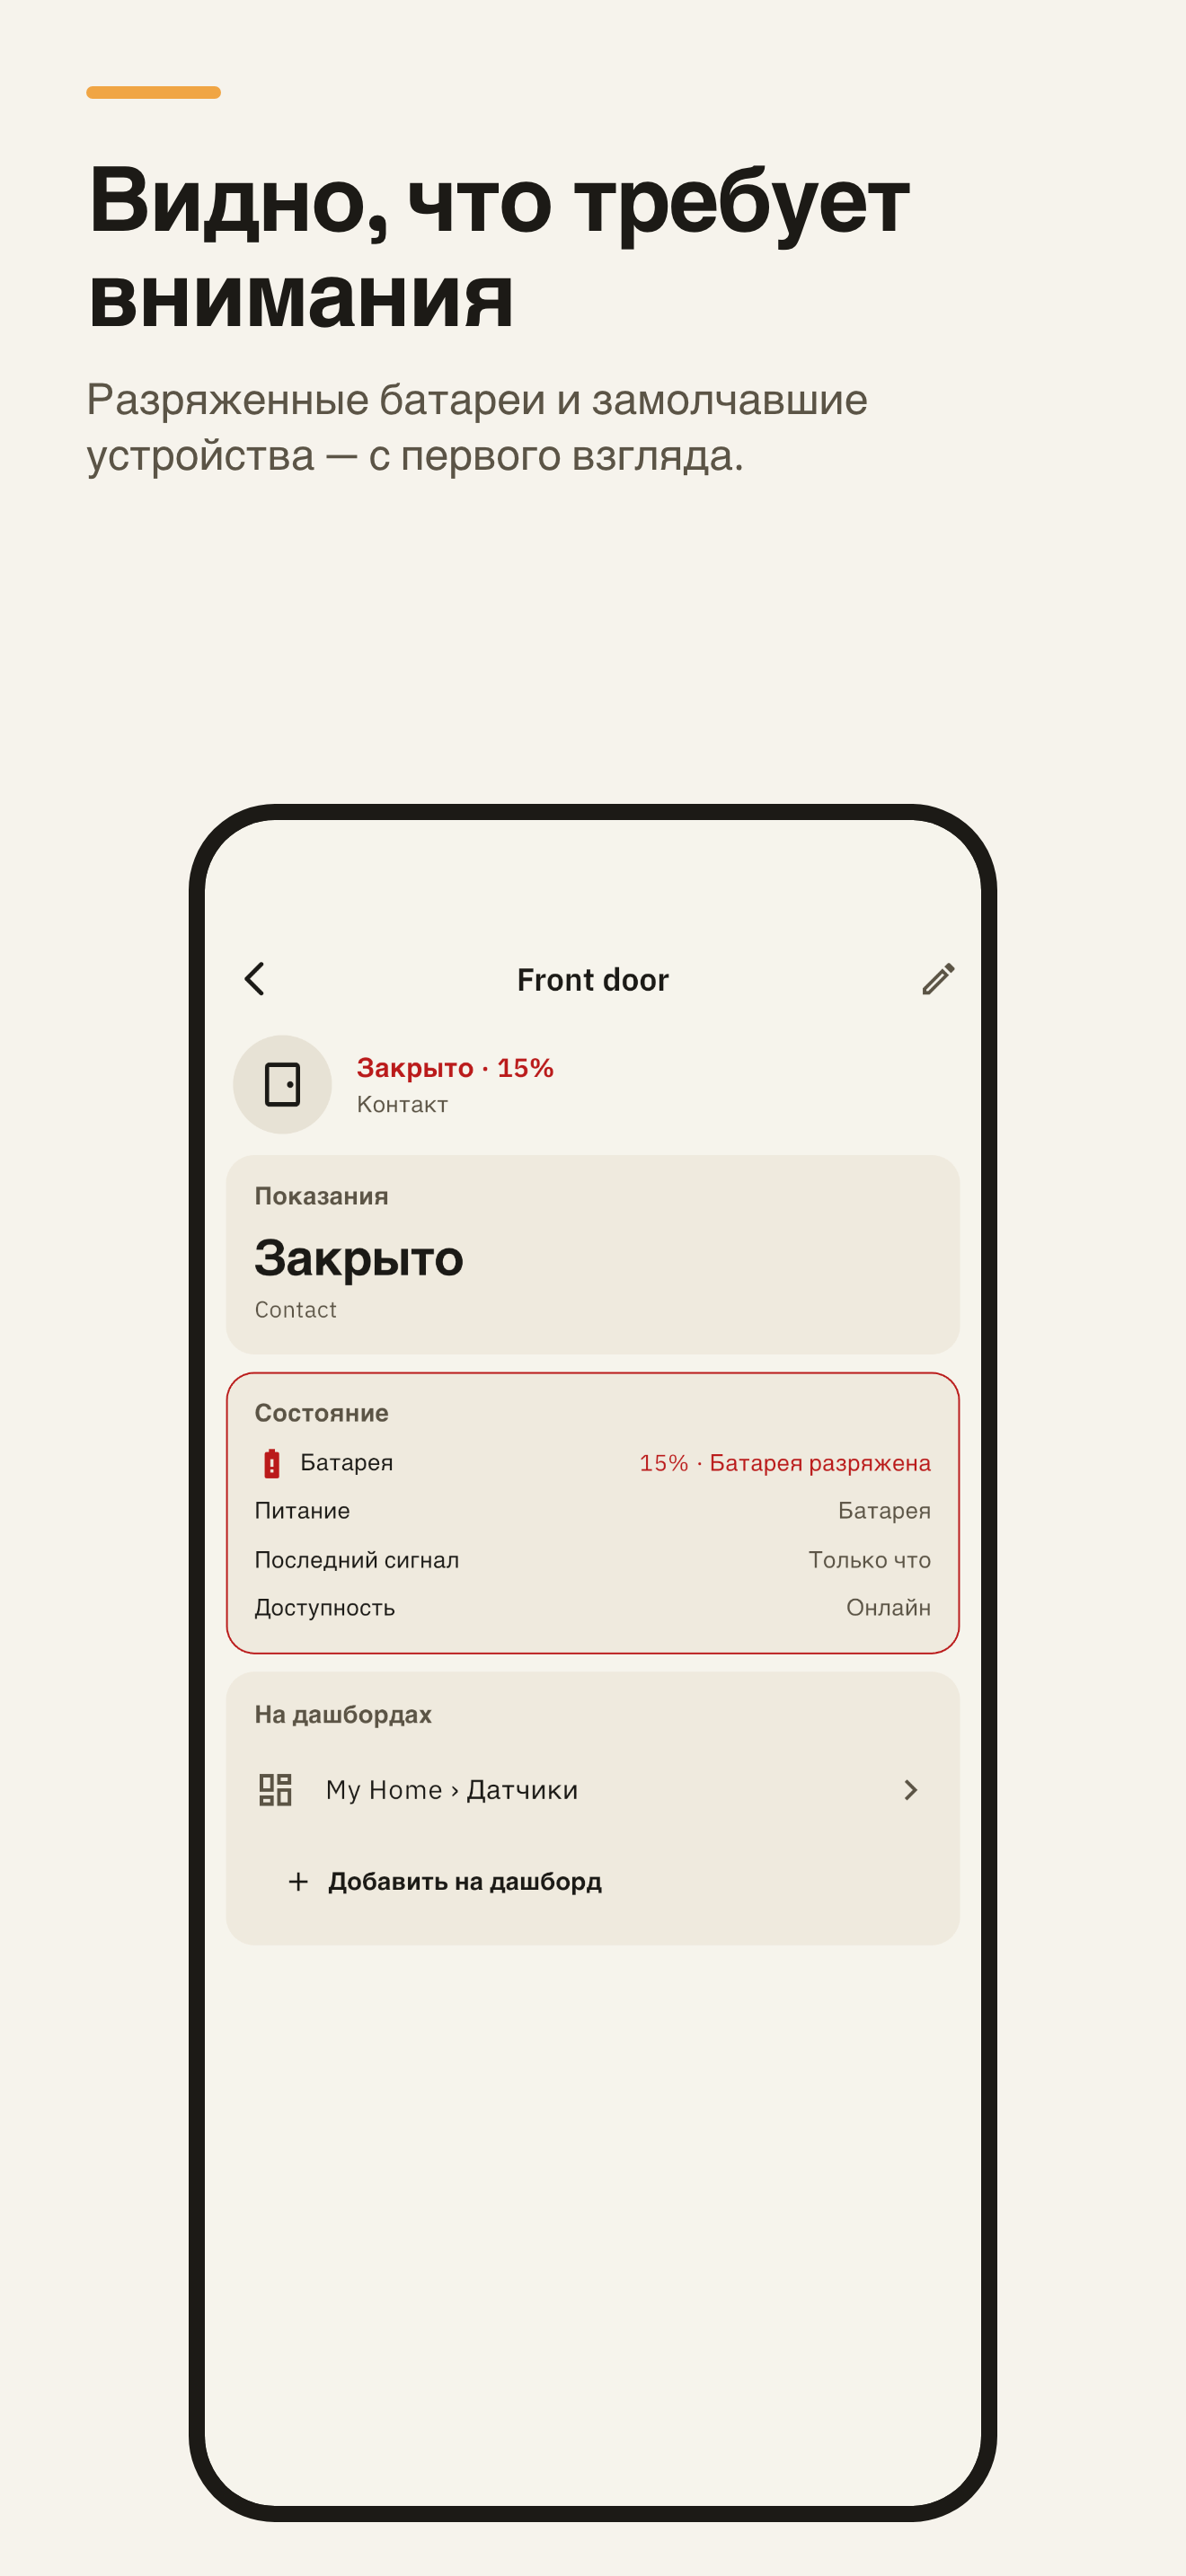 Видно, что требует
внимания
Разряженные батареи и замолчавшие
устройства — с первого взгляда.
Front door
Закрыто · 15%
Контакт
Показания
Закрыто
Contact
Состояние
Батарея 15% · Батарея разряжена
Питание Батарея
Последний сигнал Только что
Доступность Онлайн
На дашбордах
My Home › Датчики
+ Добавить на дашборд